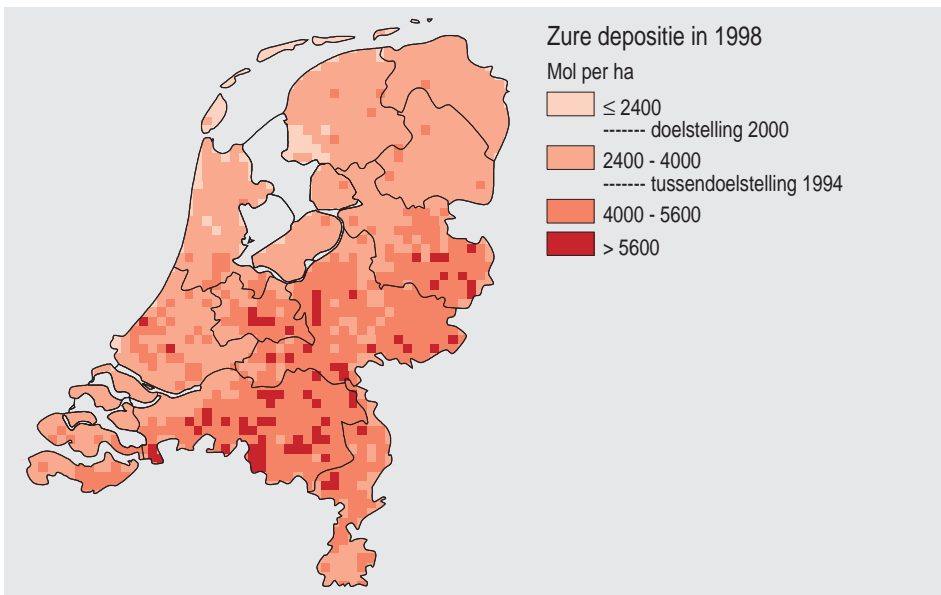 Zure depositie in 1998
Mol per ha
≤ 2400
------- doelstelling 2000
2400 - 4000
------- tussendoelstelling 1994
4000 - 5600
> 5600